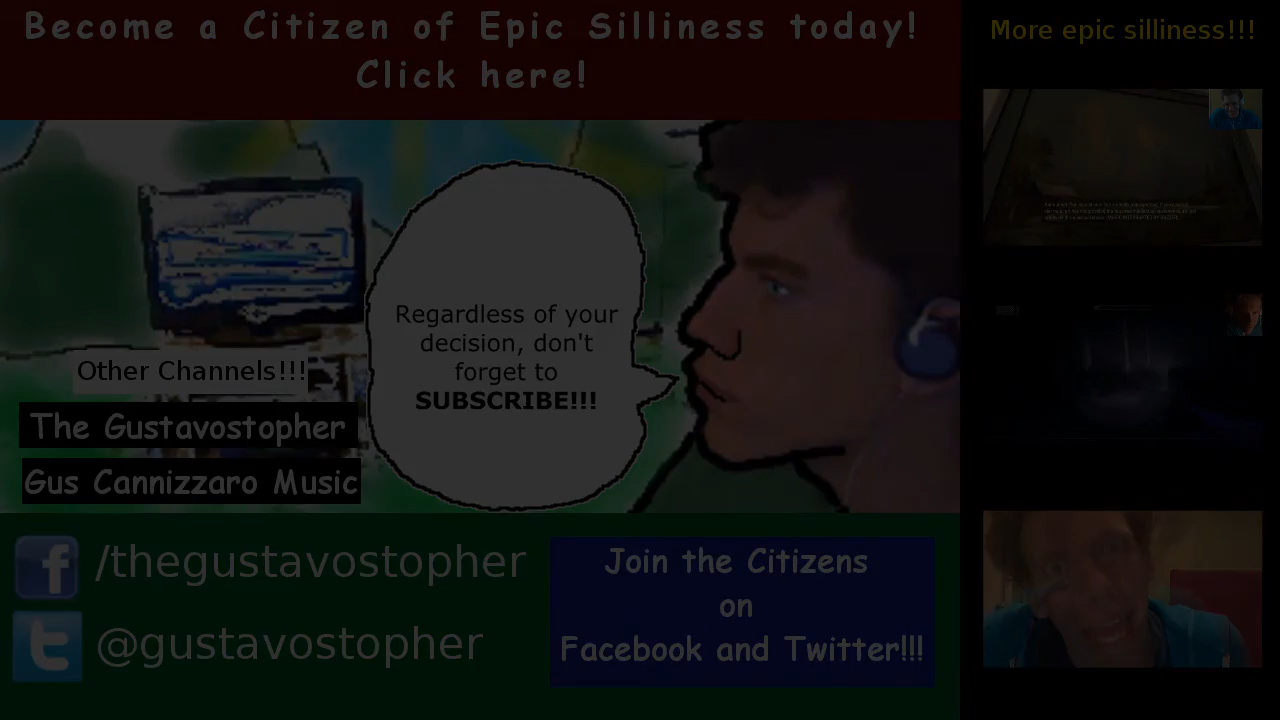 Become a Citizen of Epic Silliness today!
Click here!
More epic silliness!!!
Regardless of your
decision, don't
forget to
SUBSCRIBE!!!
Other Channels!!!
The Gustavostopher
Gus Cannizzaro Music
/thegustavostopher
@gustavostopher
Join the Citizens
on
Facebook and Twitter!!!